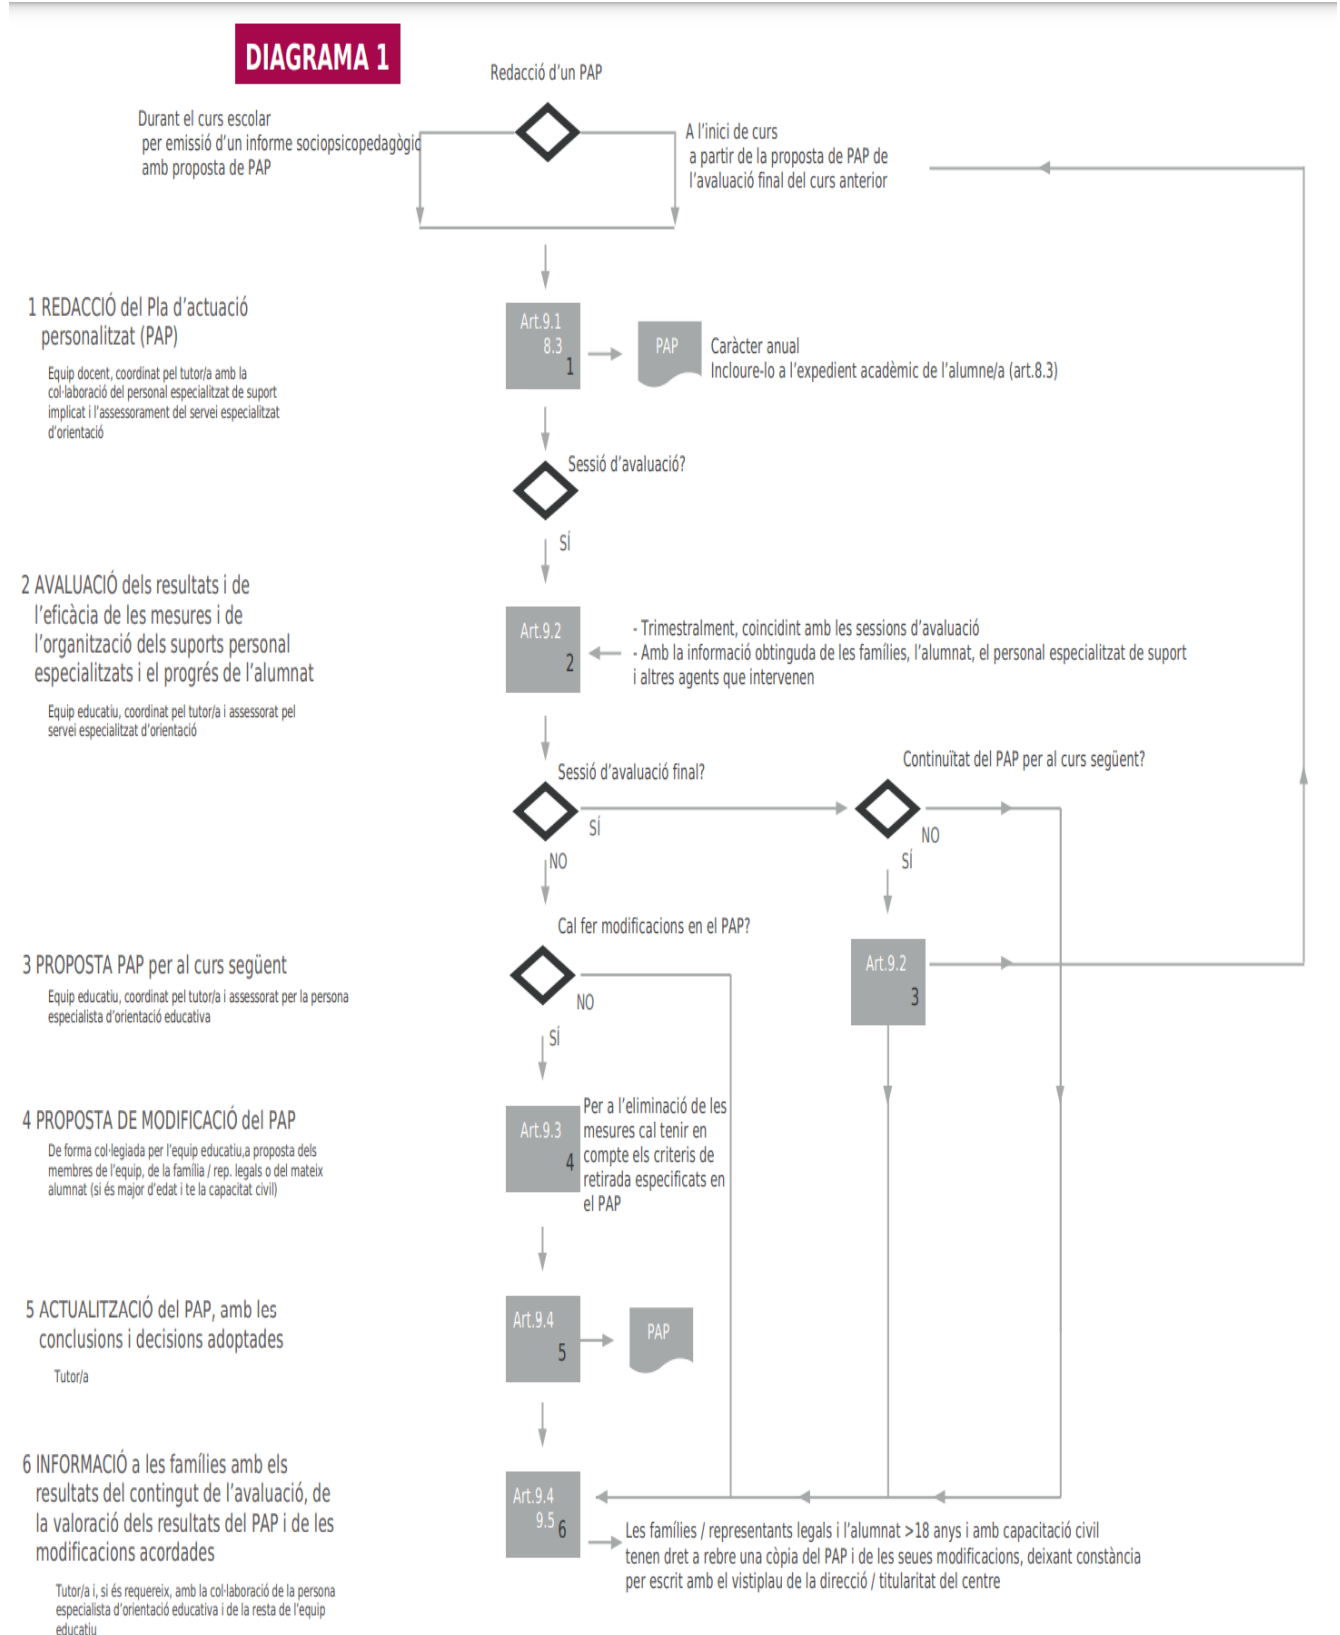 DIAGRAMA 1
Redacció d'un PAP
Durant el curs escolar
per emissió d'un informe sociopsicopedagògic
amb proposta de PAP
A l'inici de curs
a partir de la proposta de PAP de
l'avaluació final del curs anterior
1 REDACCIÓ del Pla d'actuació
personalitzat (PAP)
Equip docent, coordinat pel tutor/a amb la
col·laboració del personal especialitzat de suport
implicat i l'assessorament del servei especialitzat
d'orientació
Art.9.1
8.3
1
PAP
Caràcter anual
Incloure-lo a l'expedient acadèmic de l'alumne/a (art.8.3)
Sessió d'avaluació?
SÍ
2 AVALUACIÓ dels resultats i de
l'eficàcia de les mesures i de
l'organització dels suports personal
especialitzats i el progrés de l'alumnat
Equip educatiu, coordinat pel tutor/a i assessorat pel
servei especialitzat d'orientació
Art.9.2
2
- Trimestralment, coincidint amb les sessions d'avaluació
- Amb la informació obtinguda de les famílies, l'alumnat, el personal especialitzat de suport
i altres agents que intervenen
Sessió d'avaluació final?
SÍ
NO
Continuïtat del PAP per al curs següent?
NO
SÍ
Cal fer modificacions en el PAP?
NO
SÍ
3 PROPOSTA PAP per al curs següent
Equip educatiu, coordinat pel tutor/a i assessorat per la persona
especialista d'orientació educativa
Art.9.2
3
4 PROPOSTA DE MODIFICACIÓ del PAP
De forma col·legiada per l'equip educatiu,a proposta dels
membres de l'equip, de la família / rep. legals o del mateix
alumnat (si és major d'edat i te la capacitat civil)
Art.9.3
4
Per a l'eliminació de les
mesures cal tenir en
compte els criteris de
retirada especificats en
el PAP
5 ACTUALITZACIÓ del PAP, amb les
conclusions i decisions adoptades
Tutor/a
Art.9.4
5
PAP
6 INFORMACIÓ a les famílies amb els
resultats del contingut de l'avaluació, de
la valoració dels resultats del PAP i de les
modificacions acordades
Tutor/a i, si és requereix, amb la col·laboració de la persona
especialista d'orientació educativa i de la resta de l'equip
educatiu
Art.9.4
9.5
6
Les famílies / representants legals i l'alumnat >18 anys i amb capacitació civil
tenen dret a rebre una còpia del PAP i de les seues modificacions, deixant constància
per escrit amb el vistiplau de la direcció / titularitat del centre